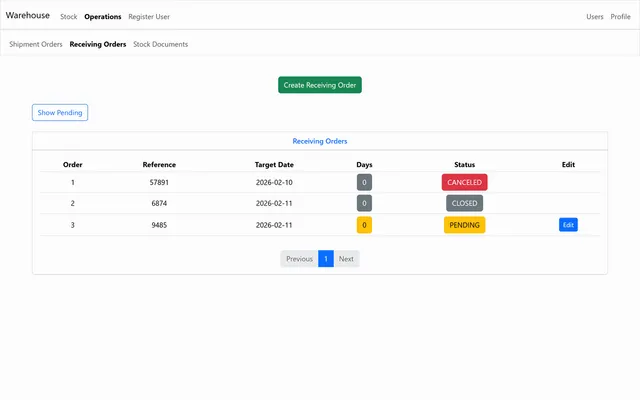 Warehouse Stock Operations Register User Users Profile
Shipment Orders Receiving Orders Stock Documents
Create Receiving Order
Show Pending
Receiving Orders
Order Reference Target Date Days Status Edit
1 57891 2026-02-10 0 CANCELED
2 6874 2026-02-11 0 CLOSED
3 9485 2026-02-11 0 PENDING Edit
Previous 1 Next